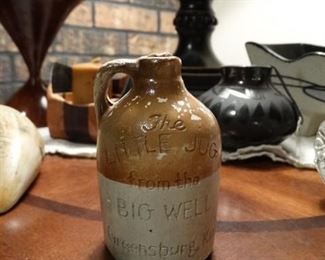 The
LITTLE JUG
from the
BIG WELL
Greensburg,